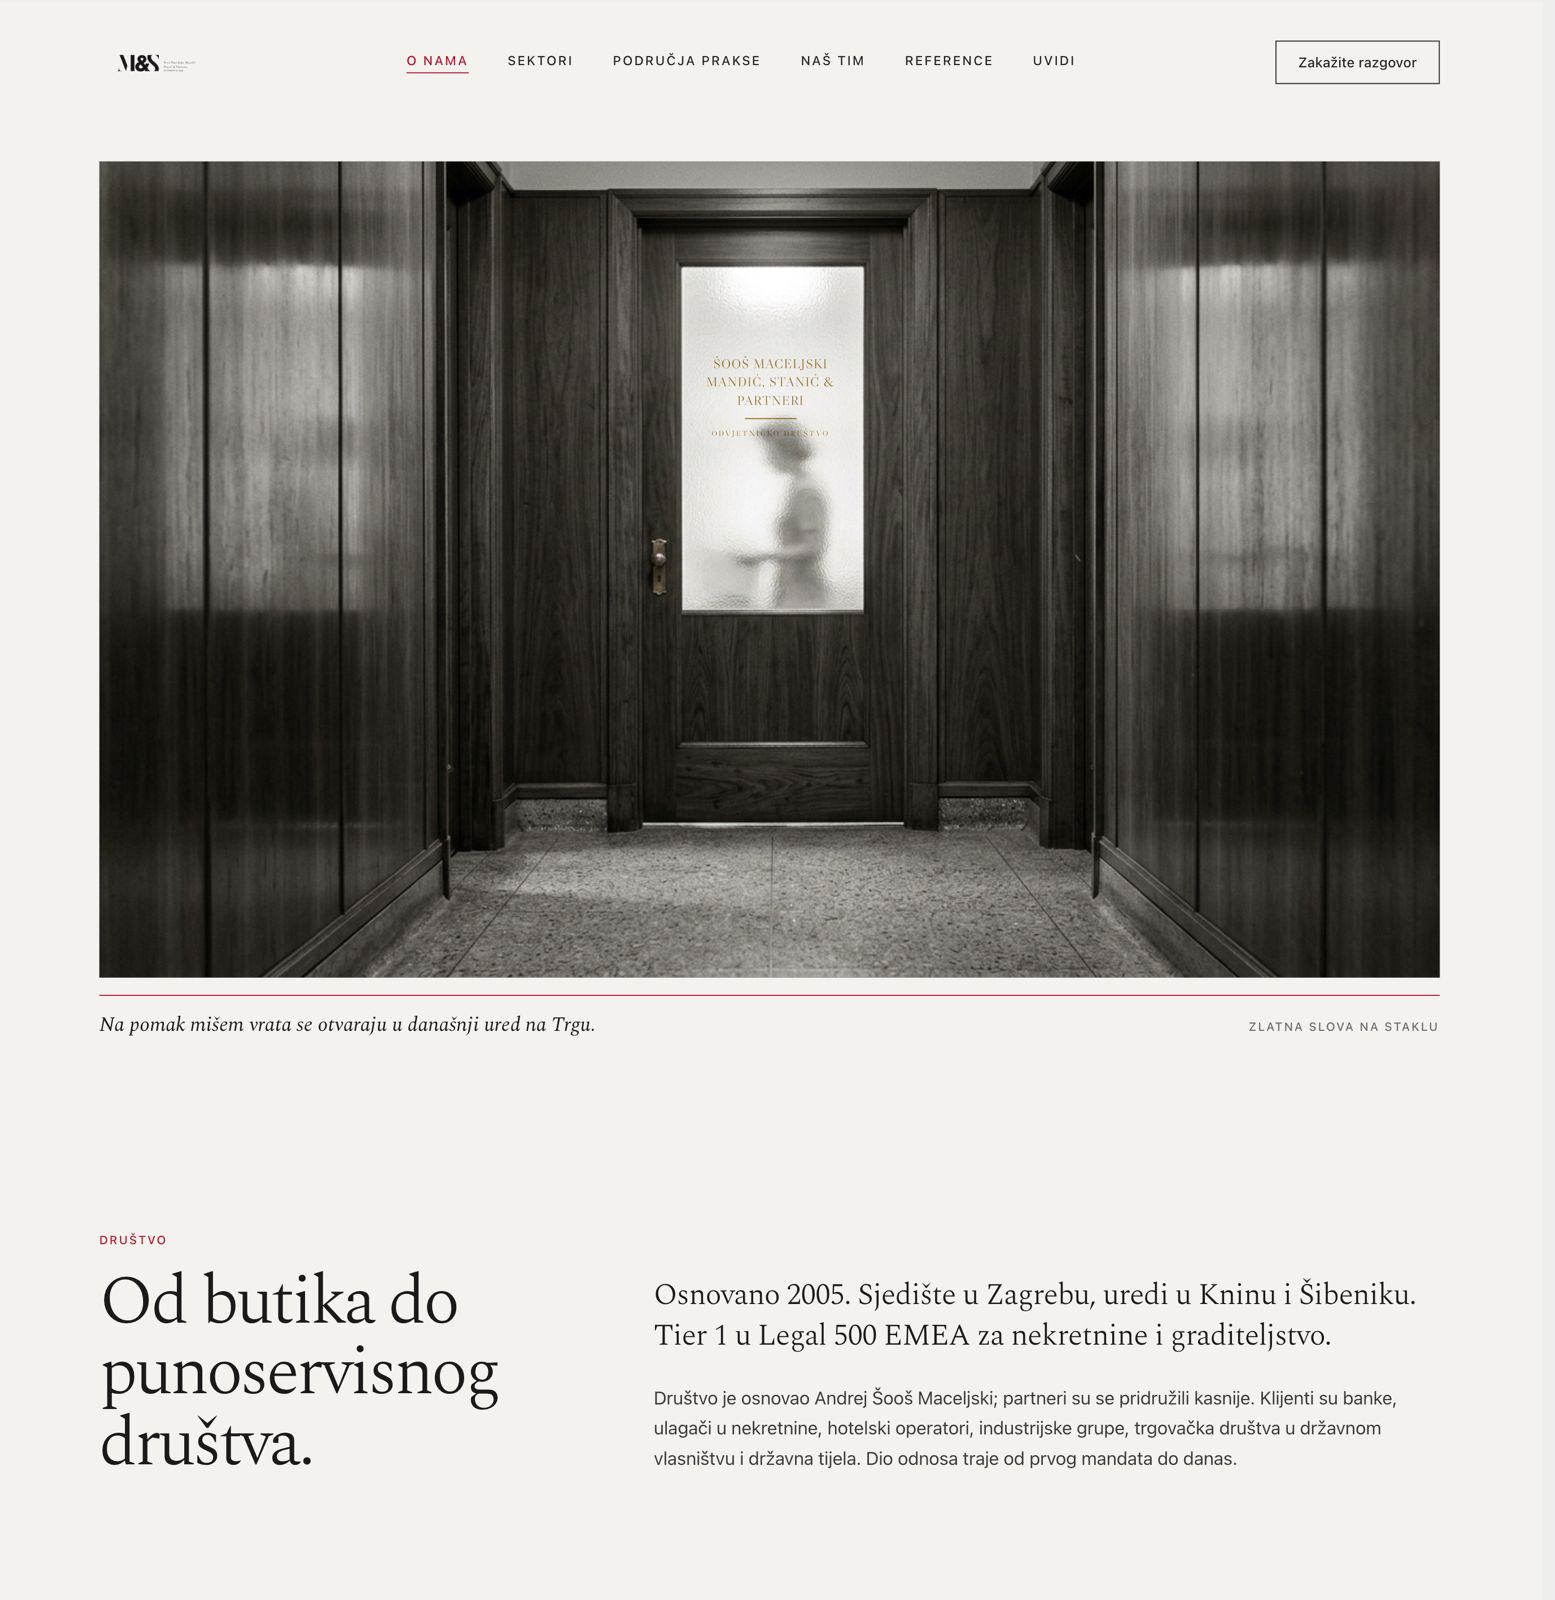 M&S
O NAMA
SEKTORI
PODRUČJA PRAKSE
NAŠ TIM
REFERENCE
UVIDI
Zakažite razgovor
ŠOOŠ MACELJSKI
MANDIĆ, STANIĆ &
PARTNERI
ODVJETNIČKO DRUŠTVO
Na pomak mišem vrata se otvaraju u današnji ured na Trgu.
ZLATNA SLOVA NA STAKLU
DRUŠTVO
Od butika do
punoservisnog
društva.
Osnovano 2005. Sjedište u Zagrebu, uredi u Kninu i Šibeniku.
Tier 1 u Legal 500 EMEA za nekretnine i graditeljstvo.
Društvo je osnovao Andrej Šooš Maceljski; partneri su se pridružili kasnije. Klijenti su banke,
ulagači u nekretnine, hotelski operatori, industrijske grupe, trgovačka društva u državnom
vlasništvu i državna tijela. Dio odnosa traje od prvog mandata do danas.